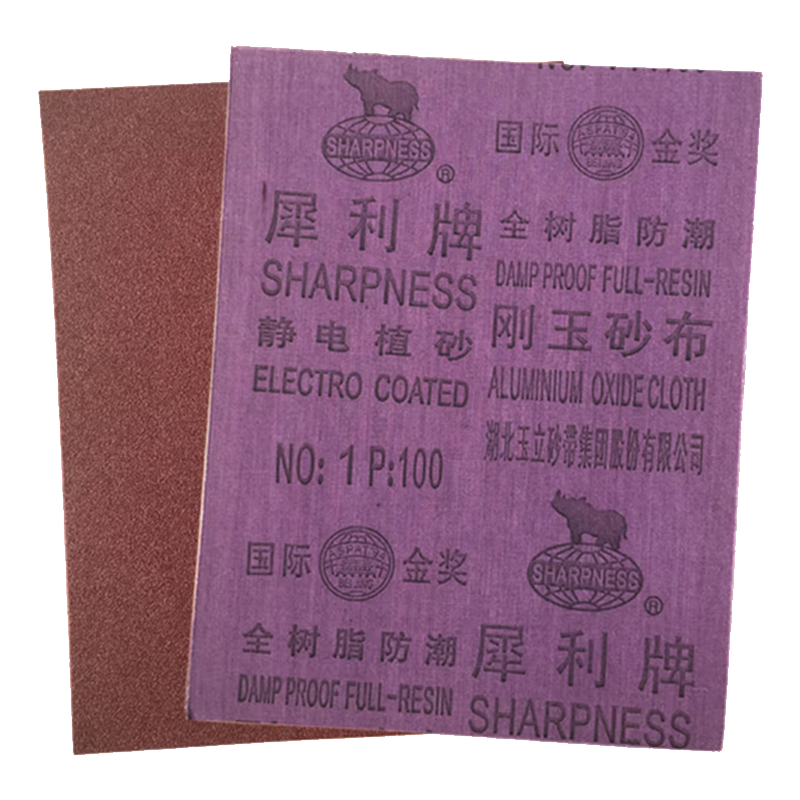 SHARPNESS
®
犀利牌
SHARPNESS
静电植砂
ELECTRO COATED
NO: 1 P:100
国际 金奖
全树脂防潮
DAMP PROOF FULL-RESIN
国际 金奖
全树脂防潮
DAMP PROOF FULL-RESIN
刚玉砂布
ALUMINIUM OXIDE CLOTH
湖北玉立砂带集团股份有限公司
SHARPNESS
®
犀利牌
SHARPNESS